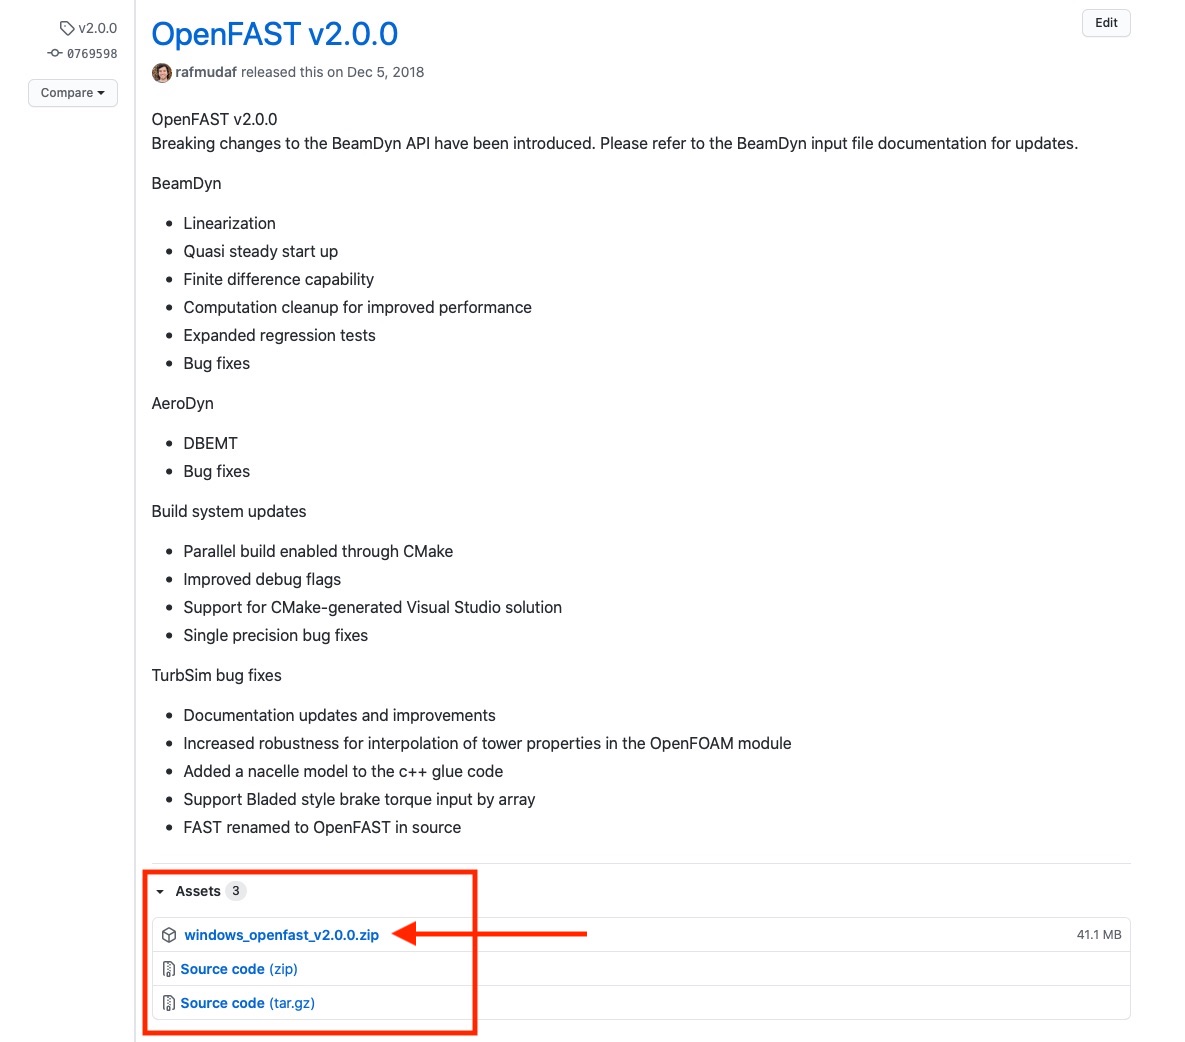 v2.0.0
0769598
Compare
OpenFAST v2.0.0
Edit
rafmudaf released this on Dec 5, 2018
OpenFAST v2.0.0
Breaking changes to the BeamDyn API have been introduced. Please refer to the BeamDyn input file documentation for updates.
BeamDyn
Linearization
Quasi steady start up
Finite difference capability
Computation cleanup for improved performance
Expanded regression tests
Bug fixes
AeroDyn
DBEMT
Bug fixes
Build system updates
Parallel build enabled through CMake
Improved debug flags
Support for CMake-generated Visual Studio solution
Single precision bug fixes
TurbSim bug fixes
Documentation updates and improvements
Increased robustness for interpolation of tower properties in the OpenFOAM module
Added a nacelle model to the c++ glue code
Support Bladed style brake torque input by array
FAST renamed to OpenFAST in source
Assets 3
windows_openfast_v2.0.0.zip 41.1 MB
Source code (zip)
Source code (tar.gz)